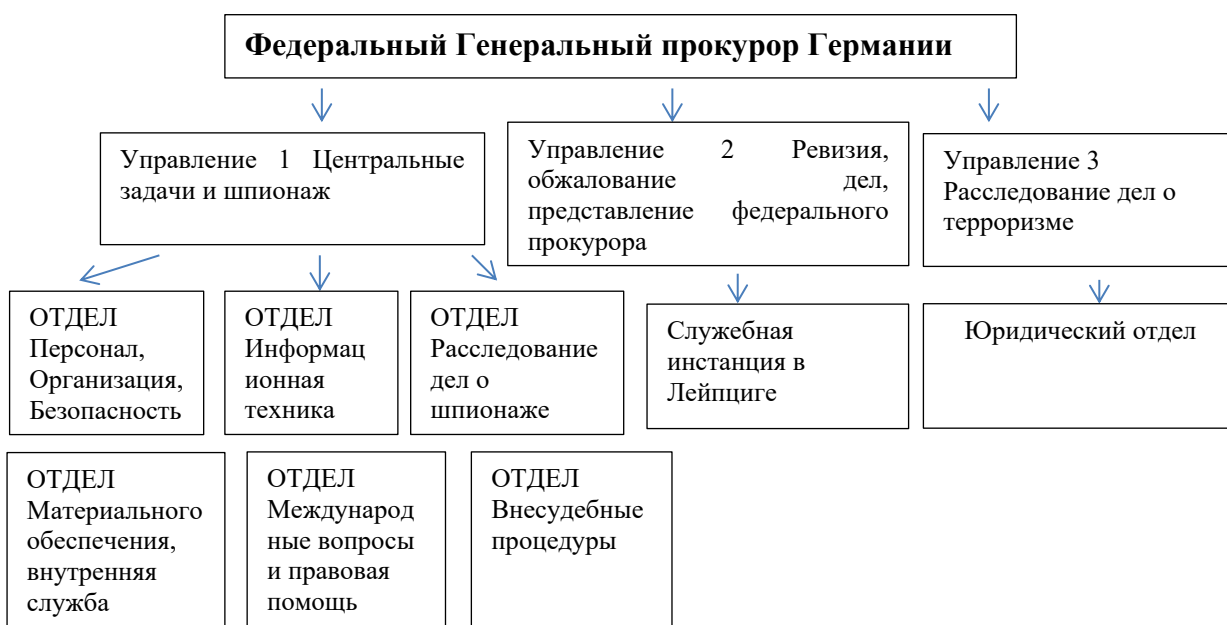 Федеральный Генеральный прокурор Германии
Управление 1 Центральные
задачи и шпионаж
Управление 2 Ревизия,
обжалование дел,
представление федерального
прокурора
Управление 3
Расследование дел о
терроризме
ОТДЕЛ
Персонал,
Организация,
Безопасность
ОТДЕЛ
Информац
ионная
техника
ОТДЕЛ
Расследование
дел о
шпионаже
Служебная
инстанция в
Лейпциге
Юридический отдел
ОТДЕЛ
Материального
обеспечения,
внутренняя
служба
ОТДЕЛ
Международ
ные вопросы
и правовая
помощь
ОТДЕЛ
Внесудебные
процедуры